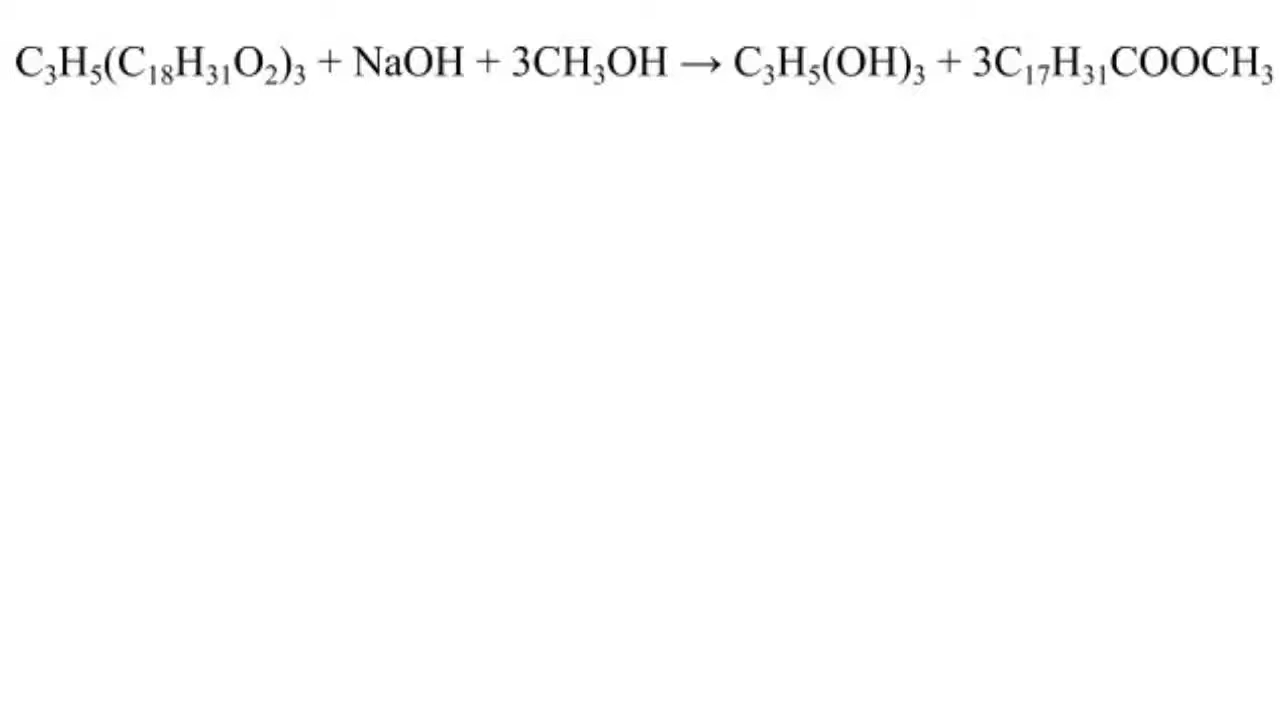 C₃H₅(C₁₈H₃₁O₂)₃ + NaOH + 3CH₃OH → C₃H₅(OH)₃ + 3C₁₇H₃₁COOCH₃